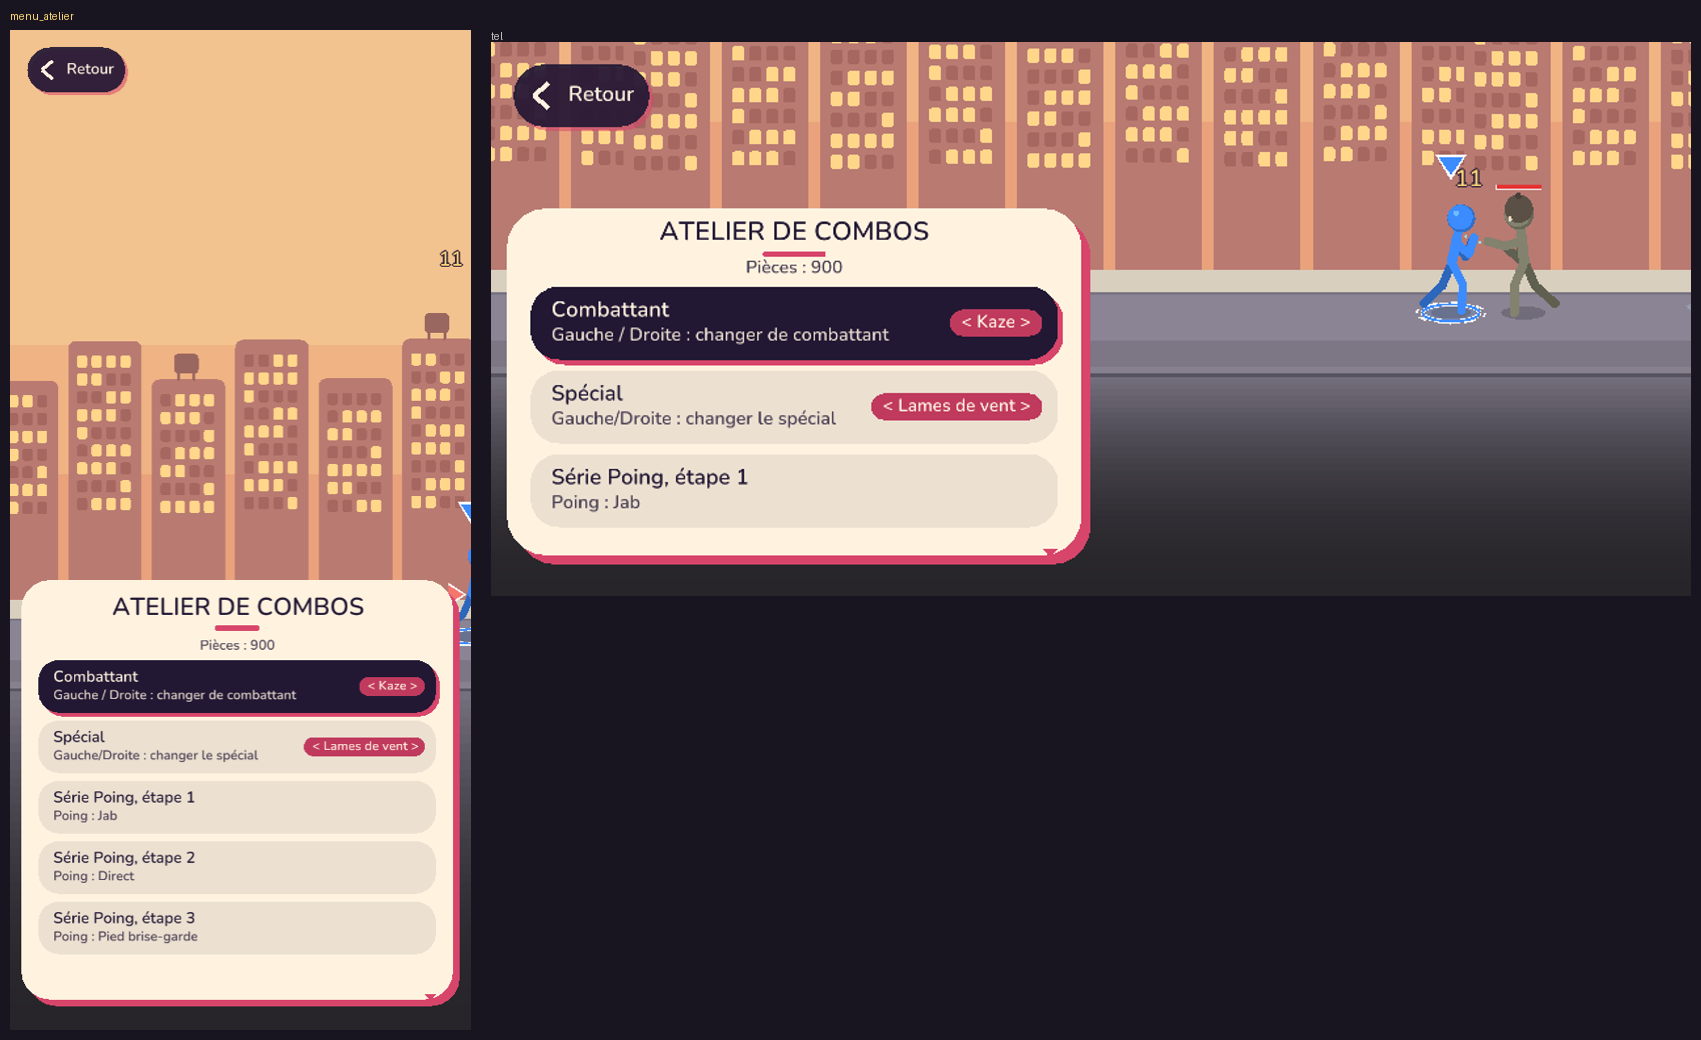 menu_atelier
Retour
11
ATELIER DE COMBOS
Pièces : 900
Combattant
Gauche / Droite : changer de combattant
< Kaze >
Spécial
Gauche/Droite : changer le spécial
< Lames de vent >
Série Poing, étape 1
Poing : Jab
Série Poing, étape 2
Poing : Direct
Série Poing, étape 3
Poing : Pied brise-garde
tel
Retour
11
ATELIER DE COMBOS
Pièces : 900
Combattant
Gauche / Droite : changer de combattant
< Kaze >
Spécial
Gauche/Droite : changer le spécial
< Lames de vent >
Série Poing, étape 1
Poing : Jab